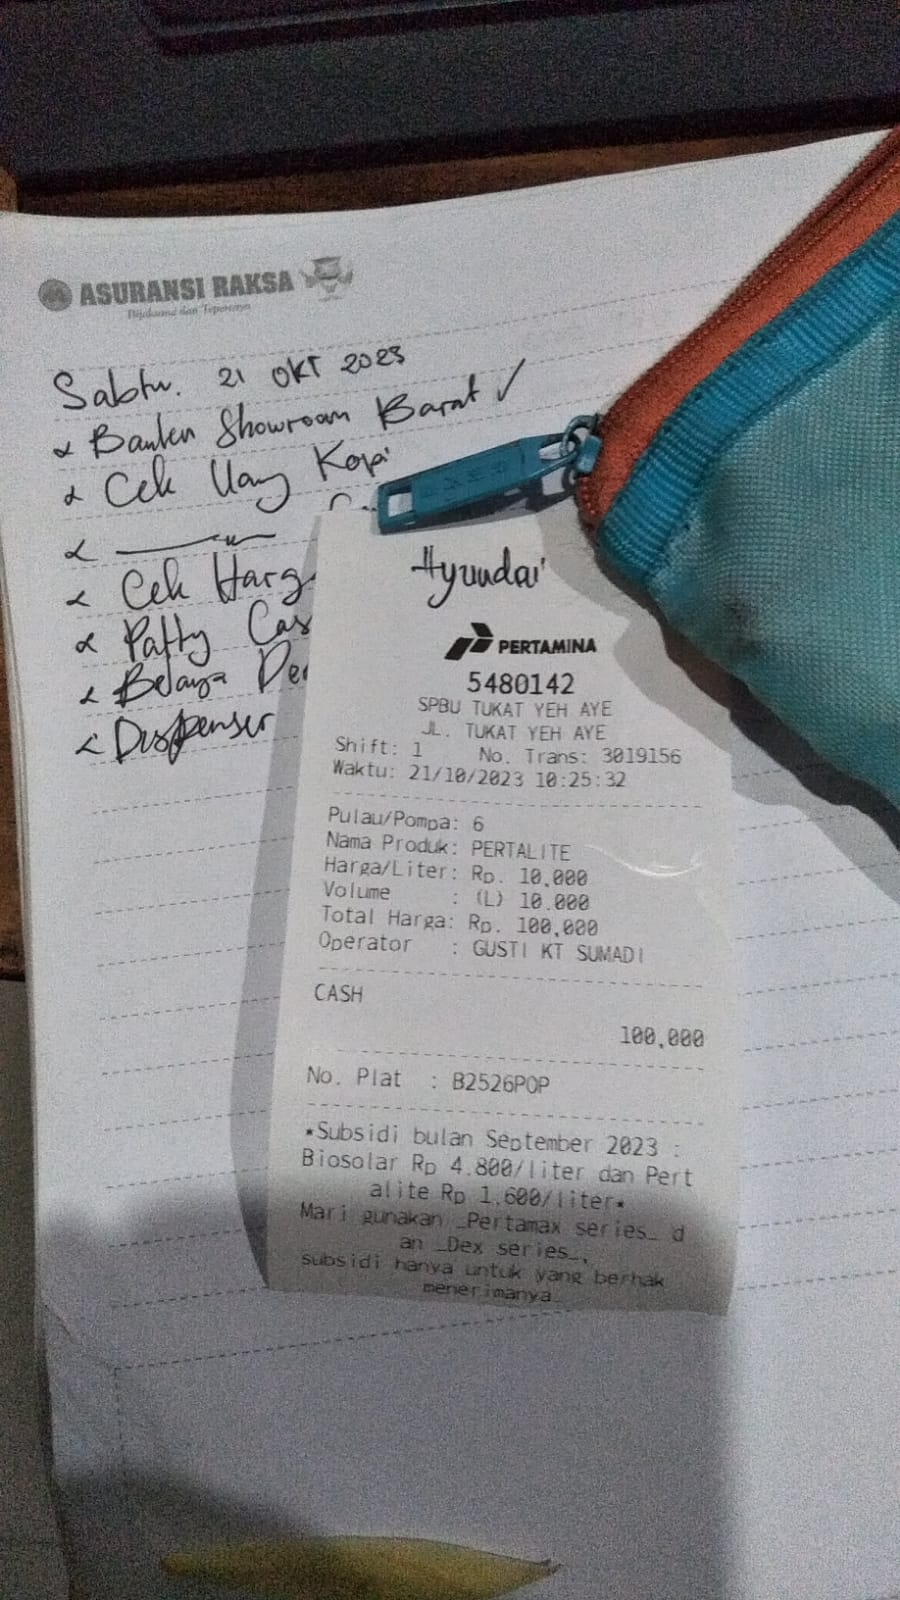 ASURANSI RAKSA
Sabtu. 21 OKT 2023
Banten Showroom Barat ✓
Cek Uang Kopi
Cek Harg
Patty Cas
Belanja De
Dispenser
Hyundai
PERTAMINA
5480142
SPBU TUKAT YEH AYE
JL. TUKAT YEH AYE
Shift: 1 No. Trans: 3019156
Waktu: 21/10/2023 10:25:32
Pulau/Pompa: 6
Nama Produk: PERTALITE
Harga/Liter: Rp. 10,000
Volume : (L) 10.000
Total Harga: Rp. 100,000
Operator : GUSTI KT SUMADI
CASH
100,000
No. Plat : B2526POP
*Subsidi bulan September 2023 :
Biosolar Rp 4.800/liter dan Pert
alite Rp 1.600/liter*
Mari gunakan _Pertamax series_ d
an _Dex series_,
subsidi hanya untuk yang berhak
menerimanya